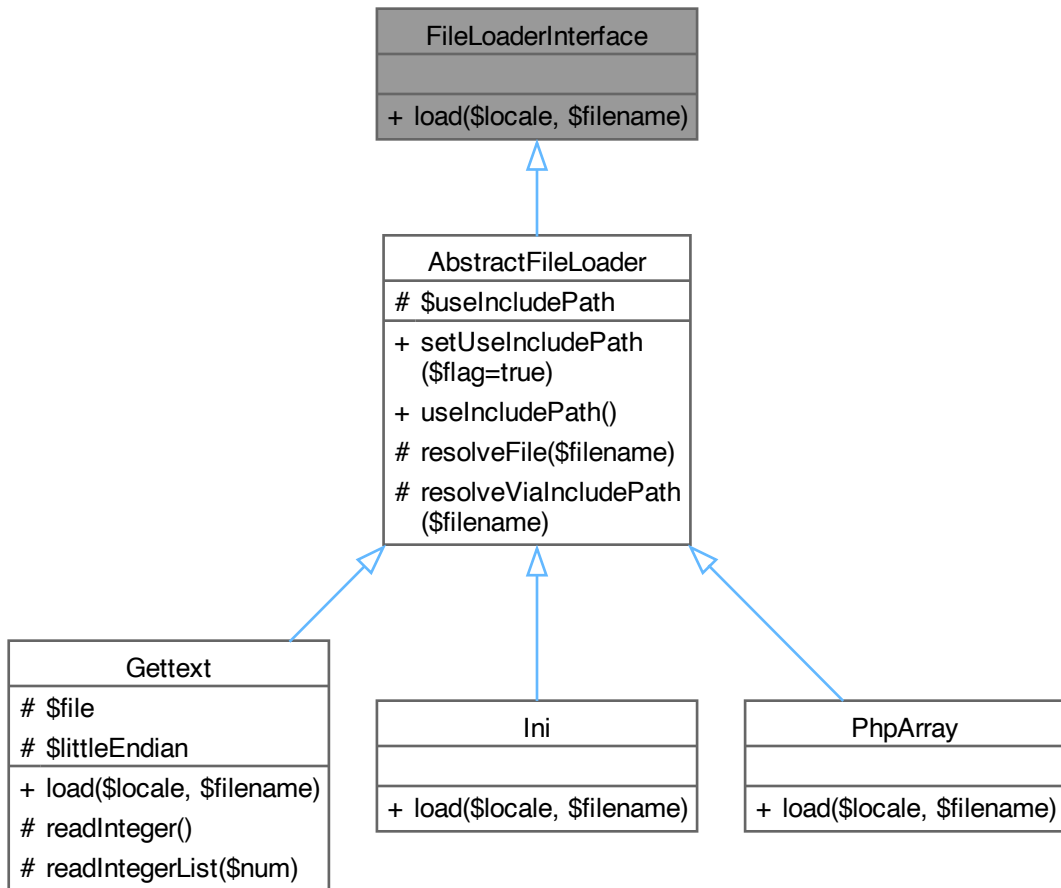 FileLoaderInterface
+ load($locale, $filename)
AbstractFileLoader
# $useIncludePath
+ setUseIncludePath
($flag=true)
+ useIncludePath()
# resolveFile($filename)
# resolveViaIncludePath
($filename)
Gettext
# $file
# $littleEndian
+ load($locale, $filename)
# readInteger()
# readIntegerList($num)
Ini
+ load($locale, $filename)
PhpArray
+ load($locale, $filename)